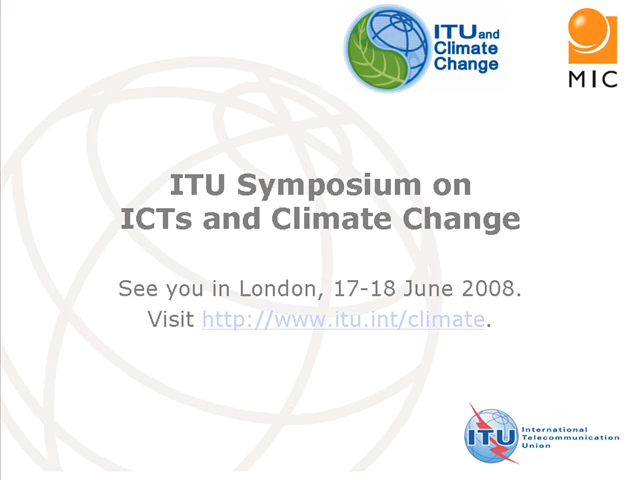 ITU and
Climate
Change
MIC
ITU Symposium on
ICTs and Climate Change
See you in London, 17-18 June 2008.
Visit http://www.itu.int/climate.
ITU
International
Telecommunication
Union